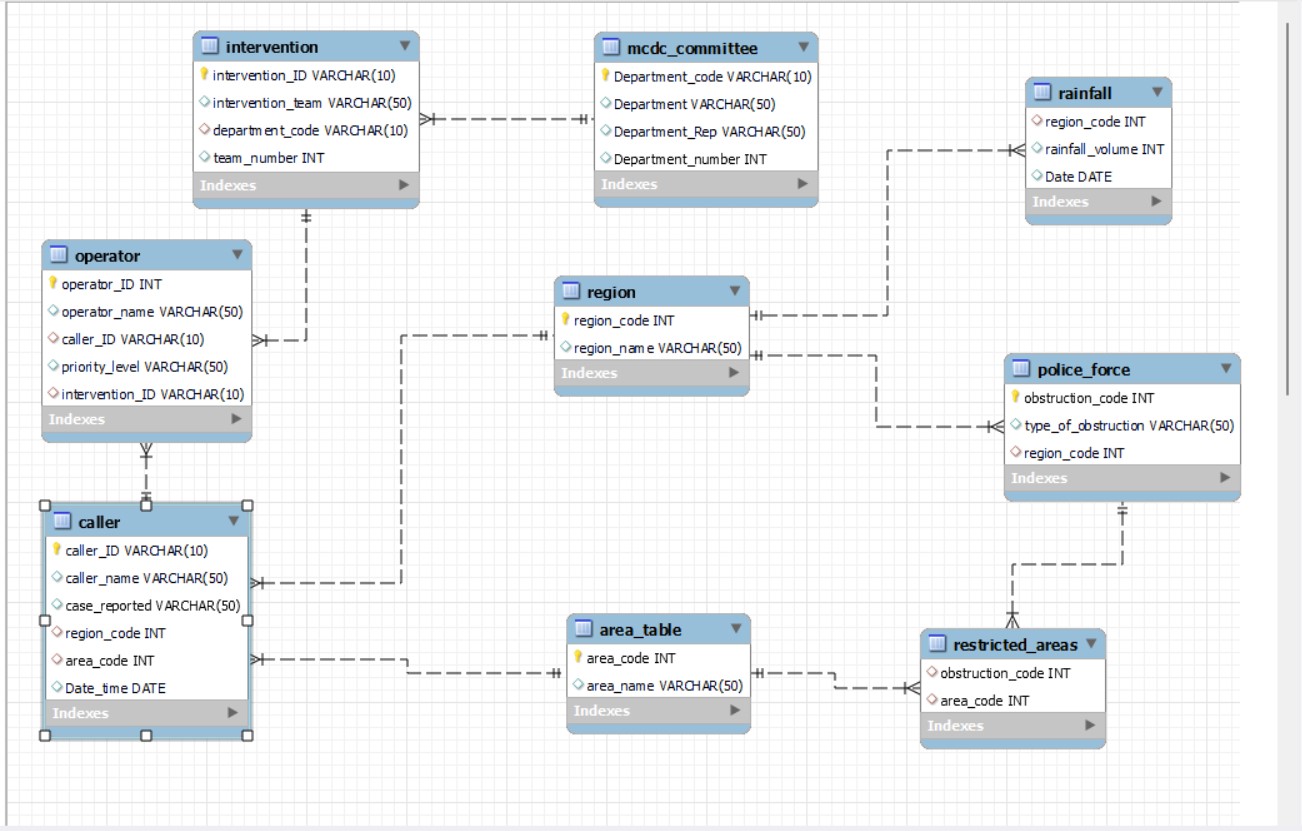 intervention
intervention_ID VARCHAR(10)
intervention_team VARCHAR(50)
department_code VARCHAR(10)
team_number INT
Indexes
mcdc_committee
Department_code VARCHAR(10)
Department VARCHAR(50)
Department_Rep VARCHAR(50)
Department_number INT
Indexes
rainfall
region_code INT
rainfall_volume INT
Date DATE
Indexes
operator
operator_ID INT
operator_name VARCHAR(50)
caller_ID VARCHAR(10)
priority_level VARCHAR(50)
intervention_ID VARCHAR(10)
Indexes
region
region_code INT
region_name VARCHAR(50)
Indexes
police_force
obstruction_code INT
type_of_obstruction VARCHAR(50)
region_code INT
Indexes
caller
caller_ID VARCHAR(10)
caller_name VARCHAR(50)
case_reported VARCHAR(50)
region_code INT
area_code INT
Date_time DATE
Indexes
area_table
area_code INT
area_name VARCHAR(50)
Indexes
restricted_areas
obstruction_code INT
area_code INT
Indexes